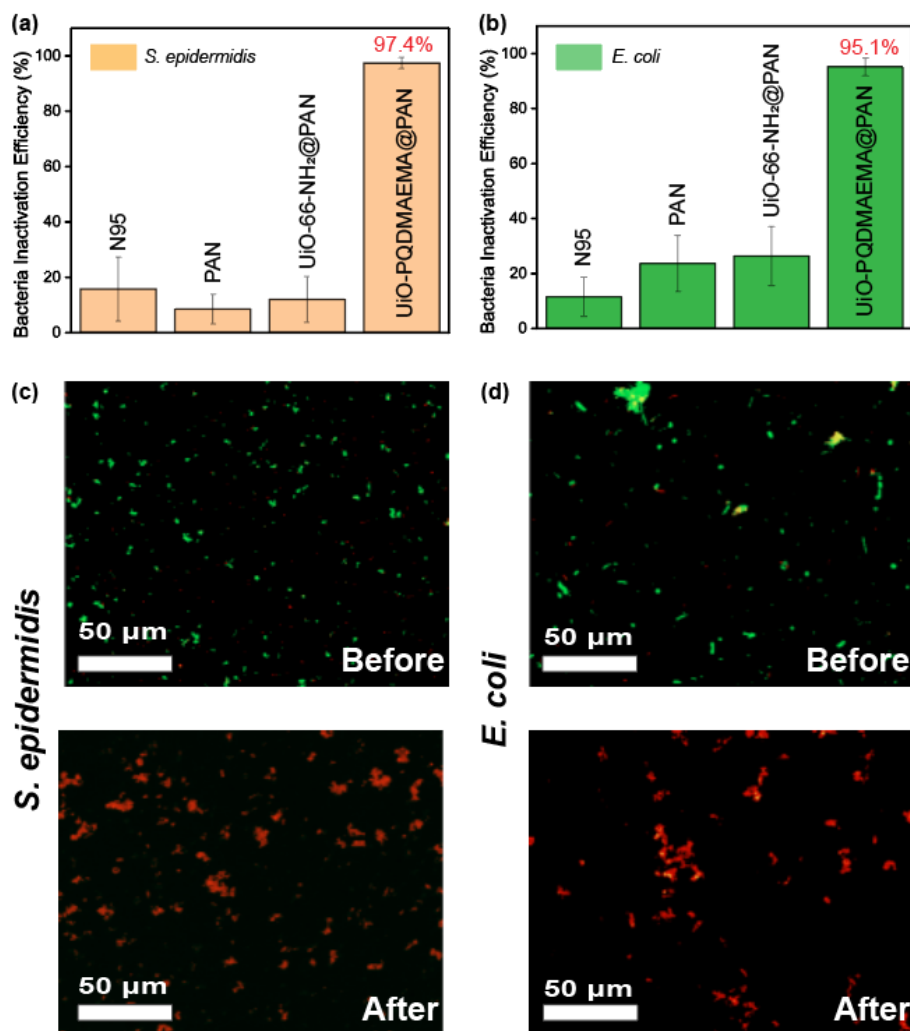 (a)
Bacteria Inactivation Efficiency (%)
100
80
60
40
20
0
S. epidermidis
N95
PAN
UiO-66-NH₂@PAN
UiO-PQDMAEMA@PAN
97.4%
(b)
Bacteria Inactivation Efficiency (%)
100
80
60
40
20
0
E. coli
N95
PAN
UiO-66-NH₂@PAN
UiO-PQDMAEMA@PAN
95.1%
(c)
S. epidermidis
50 µm
Before
50 µm
After
(d)
E. coli
50 µm
Before
50 µm
After